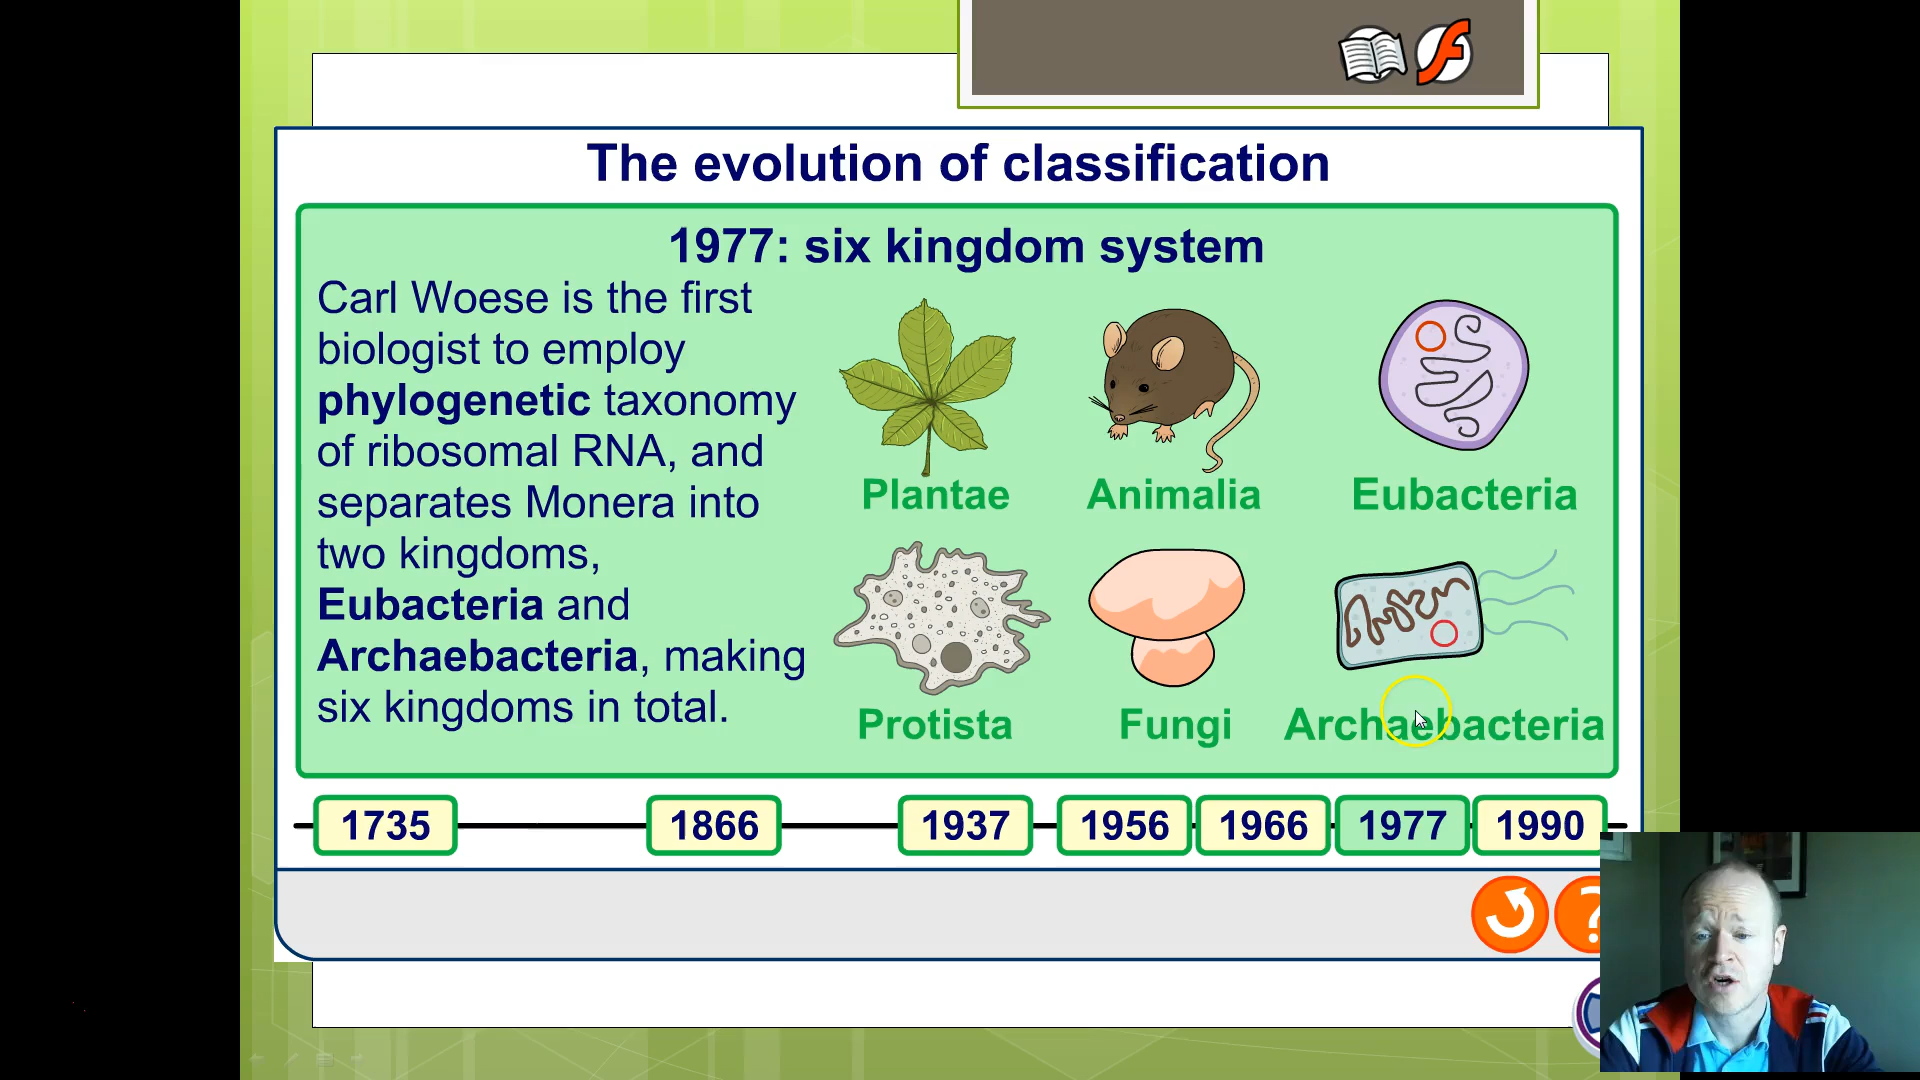 The evolution of classification
1977: six kingdom system
Carl Woese is the first
biologist to employ
phylogenetic taxonomy
of ribosomal RNA, and
separates Monera into
two kingdoms,
Eubacteria and
Archaebacteria, making
six kingdoms in total.
Plantae
Animalia
Eubacteria
Protista
Fungi
Archaebacteria
1735
1866
1937
1956
1966
1977
1990
?